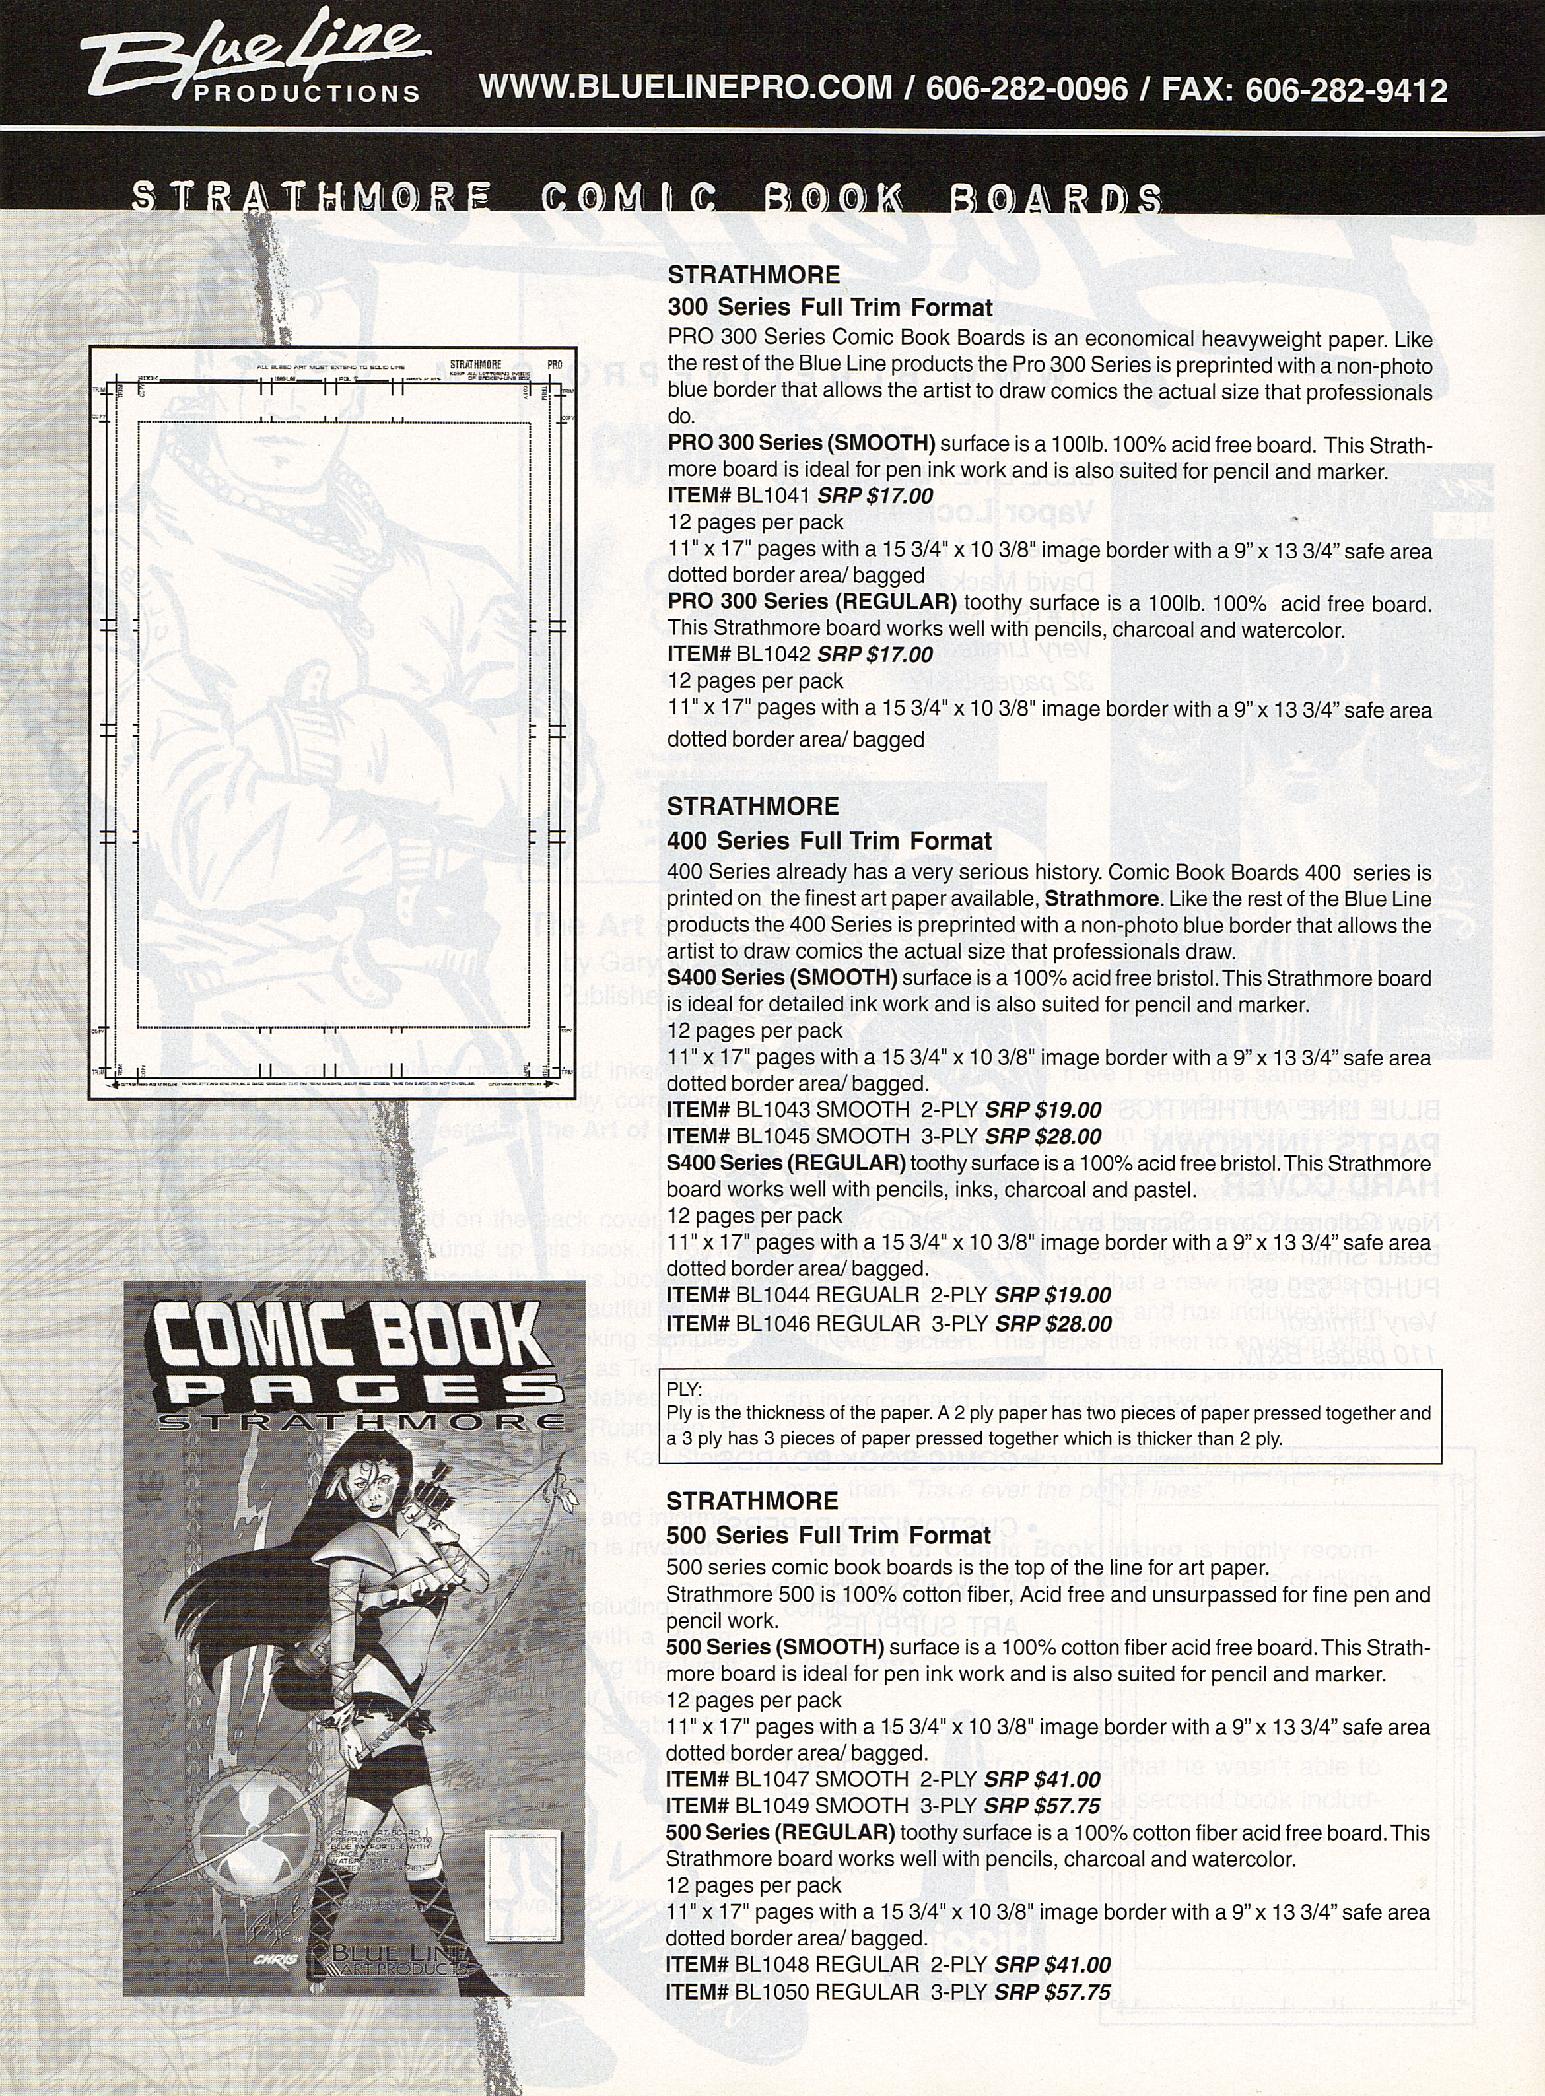 Blue Line
PRODUCTIONS
WWW.BLUELINEPRO.COM / 606-282-0096 / FAX: 606-282-9412
STRATHMORE COMIC BOOK BOARDS
ALL BLEED ART MUST EXTEND TO SOLID LINE
STRATHMORE
PRO
COMIC BOOK
PAGES
STRATHMORE
CHRIS
BLUE LINE
ART PRODUCTS
STRATHMORE
300 Series Full Trim Format
PRO 300 Series Comic Book Boards is an economical heavyweight paper. Like
the rest of the Blue Line products the Pro 300 Series is preprinted with a non-photo
blue border that allows the artist to draw comics the actual size that professionals
do.
PRO 300 Series (SMOOTH) surface is a 100lb. 100% acid free board. This Strath-
more board is ideal for pen ink work and is also suited for pencil and marker.
ITEM# BL1041 SRP $17.00
12 pages per pack
11" x 17" pages with a 15 3/4" x 10 3/8" image border with a 9” x 13 3/4” safe area
dotted border area/ bagged
PRO 300 Series (REGULAR) toothy surface is a 100lb. 100% acid free board.
This Strathmore board works well with pencils, charcoal and watercolor.
ITEM# BL1042 SRP $17.00
12 pages per pack
11" x 17" pages with a 15 3/4" x 10 3/8" image border with a 9” x 13 3/4” safe area
dotted border area/ bagged
STRATHMORE
400 Series Full Trim Format
400 Series already has a very serious history. Comic Book Boards 400 series is
printed on the finest art paper available, Strathmore. Like the rest of the Blue Line
products the 400 Series is preprinted with a non-photo blue border that allows the
artist to draw comics the actual size that professionals draw.
S400 Series (SMOOTH) surface is a 100% acid free bristol. This Strathmore board
is ideal for detailed ink work and is also suited for pencil and marker.
12 pages per pack
11" x 17" pages with a 15 3/4" x 10 3/8" image border with a 9” x 13 3/4” safe area
dotted border area/ bagged.
ITEM# BL1043 SMOOTH 2-PLY SRP $19.00
ITEM# BL1045 SMOOTH 3-PLY SRP $28.00
S400 Series (REGULAR) toothy surface is a 100% acid free bristol. This Strathmore
board works well with pencils, inks, charcoal and pastel.
12 pages per pack
11" x 17" pages with a 15 3/4" x 10 3/8" image border with a 9” x 13 3/4” safe area
dotted border area/ bagged.
ITEM# BL1044 REGUALR 2-PLY SRP $19.00
ITEM# BL1046 REGULAR 3-PLY SRP $28.00
PLY:
Ply is the thickness of the paper. A 2 ply paper has two pieces of paper pressed together and
a 3 ply has 3 pieces of paper pressed together which is thicker than 2 ply.
STRATHMORE
500 Series Full Trim Format
500 series comic book boards is the top of the line for art paper.
Strathmore 500 is 100% cotton fiber, Acid free and unsurpassed for fine pen and
pencil work.
500 Series (SMOOTH) surface is a 100% cotton fiber acid free board. This Strath-
more board is ideal for pen ink work and is also suited for pencil and marker.
12 pages per pack
11" x 17" pages with a 15 3/4" x 10 3/8" image border with a 9” x 13 3/4” safe area
dotted border area/ bagged.
ITEM# BL1047 SMOOTH 2-PLY SRP $41.00
ITEM# BL1049 SMOOTH 3-PLY SRP $57.75
500 Series (REGULAR) toothy surface is a 100% cotton fiber acid free board. This
Strathmore board works well with pencils, charcoal and watercolor.
12 pages per pack
11" x 17" pages with a 15 3/4" x 10 3/8" image border with a 9” x 13 3/4” safe area
dotted border area/ bagged.
ITEM# BL1048 REGULAR 2-PLY SRP $41.00
ITEM# BL1050 REGULAR 3-PLY SRP $57.75